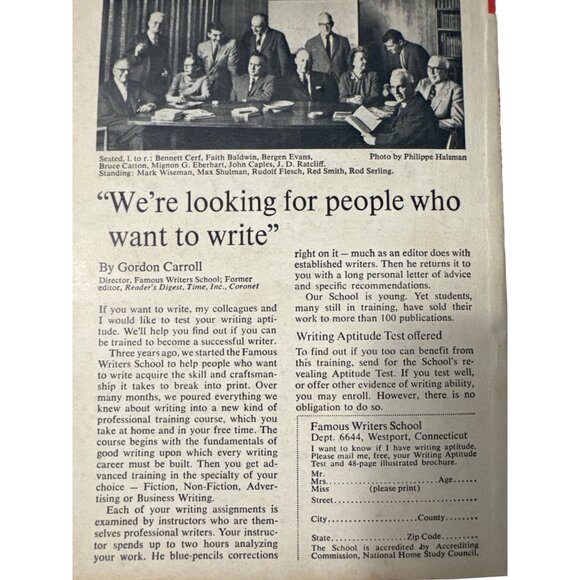 Seated, l. to r.: Bennett Cerf, Faith Baldwin, Bergen Evans,
Bruce Catton, Mignon G. Eberhart, John Caples, J. D. Ratcliff.
Standing: Mark Wiseman, Max Shulman, Rudolf Flesch, Red Smith, Rod Serling.
Photo by Philippe Halsman
“We're looking for people who
want to write”
By Gordon Carroll
Director, Famous Writers School; Former
editor, Reader's Digest, Time, Inc., Coronet
If you want to write, my colleagues and
I would like to test your writing apti-
tude. We'll help you find out if you can
be trained to become a successful writer.
Three years ago, we started the Famous
Writers School to help people who want
to write acquire the skill and craftsman-
ship it takes to break into print. Over
many months, we poured everything we
knew about writing into a new kind of
professional training course, which you
take at home and in your free time. The
course begins with the fundamentals of
good writing upon which every writing
career must be built. Then you get ad-
vanced training in the specialty of your
choice — Fiction, Non-Fiction, Adver-
tising or Business Writing.
Each of your writing assignments is
examined by instructors who are them-
selves professional writers. Your instruc-
tor spends up to two hours analyzing
your work. He blue-pencils corrections
right on it — much as an editor does with
established writers. Then he returns it to
you with a long personal letter of advice
and specific recommendations.
Our School is young. Yet students,
many still in training, have sold their
work to more than 100 publications.
Writing Aptitude Test offered
To find out if you too can benefit from
this training, send for the School's re-
vealing Aptitude Test. If you test well,
or offer other evidence of writing ability,
you may enroll. However, there is no
obligation to do so.
Famous Writers School
Dept. 6644, Westport, Connecticut
I want to know if I have writing aptitude.
Please mail me, free, your Writing Aptitude
Test and 48-page illustrated brochure.
Mr.
Mrs. Age
Miss (please print)
Street
City County
State Zip Code
The School is accredited by Accrediting
Commission, National Home Study Council.